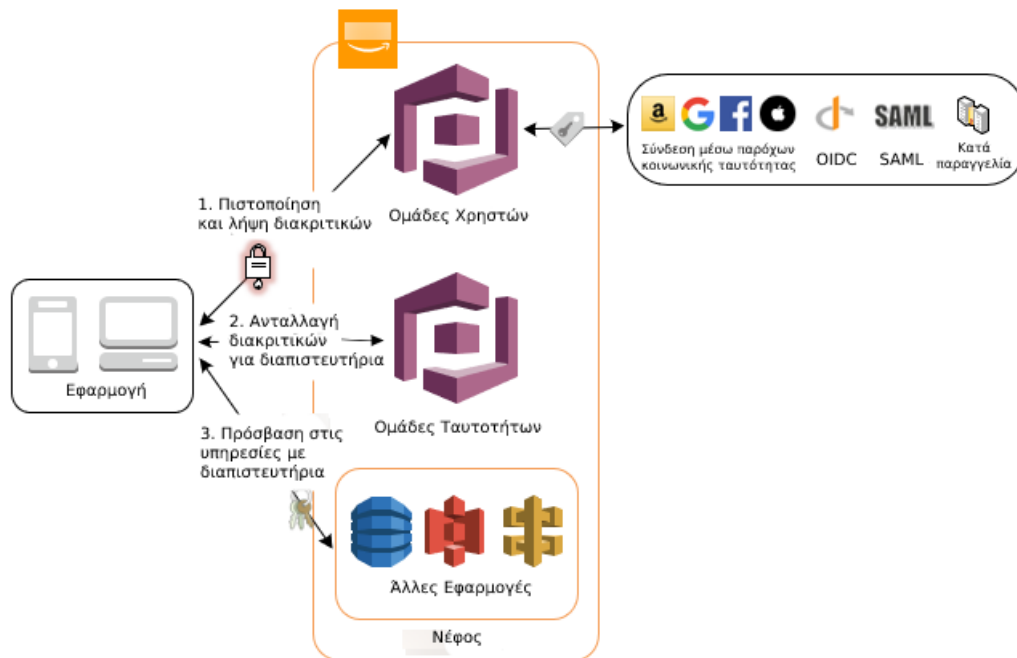 1. Πιστοποίηση
και λήψη διακριτικών
Ομάδες Χρηστών
a
G
f
SAML
Σύνδεση μέσω παρόχων
κοινωνικής ταυτότητας
OIDC
SAML
Κατά
παραγγελία
2. Ανταλλαγή
διακριτικών
για διαπιστευτήρια
Εφαρμογή
Ομάδες Ταυτοτήτων
3. Πρόσβαση στις
υπηρεσίες με
διαπιστευτήρια
Άλλες Εφαρμογές
Νέφος